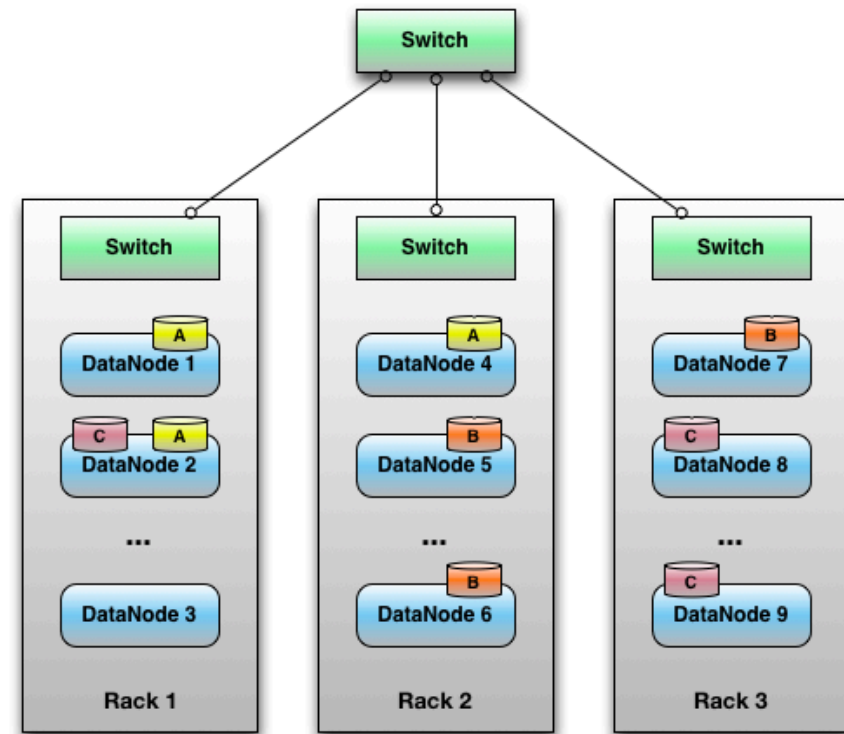 Switch
Switch
A
DataNode 1
C A
DataNode 2
...
DataNode 3
Rack 1
Switch
A
DataNode 4
B
DataNode 5
...
B
DataNode 6
Rack 2
Switch
B
DataNode 7
C
DataNode 8
...
C
DataNode 9
Rack 3